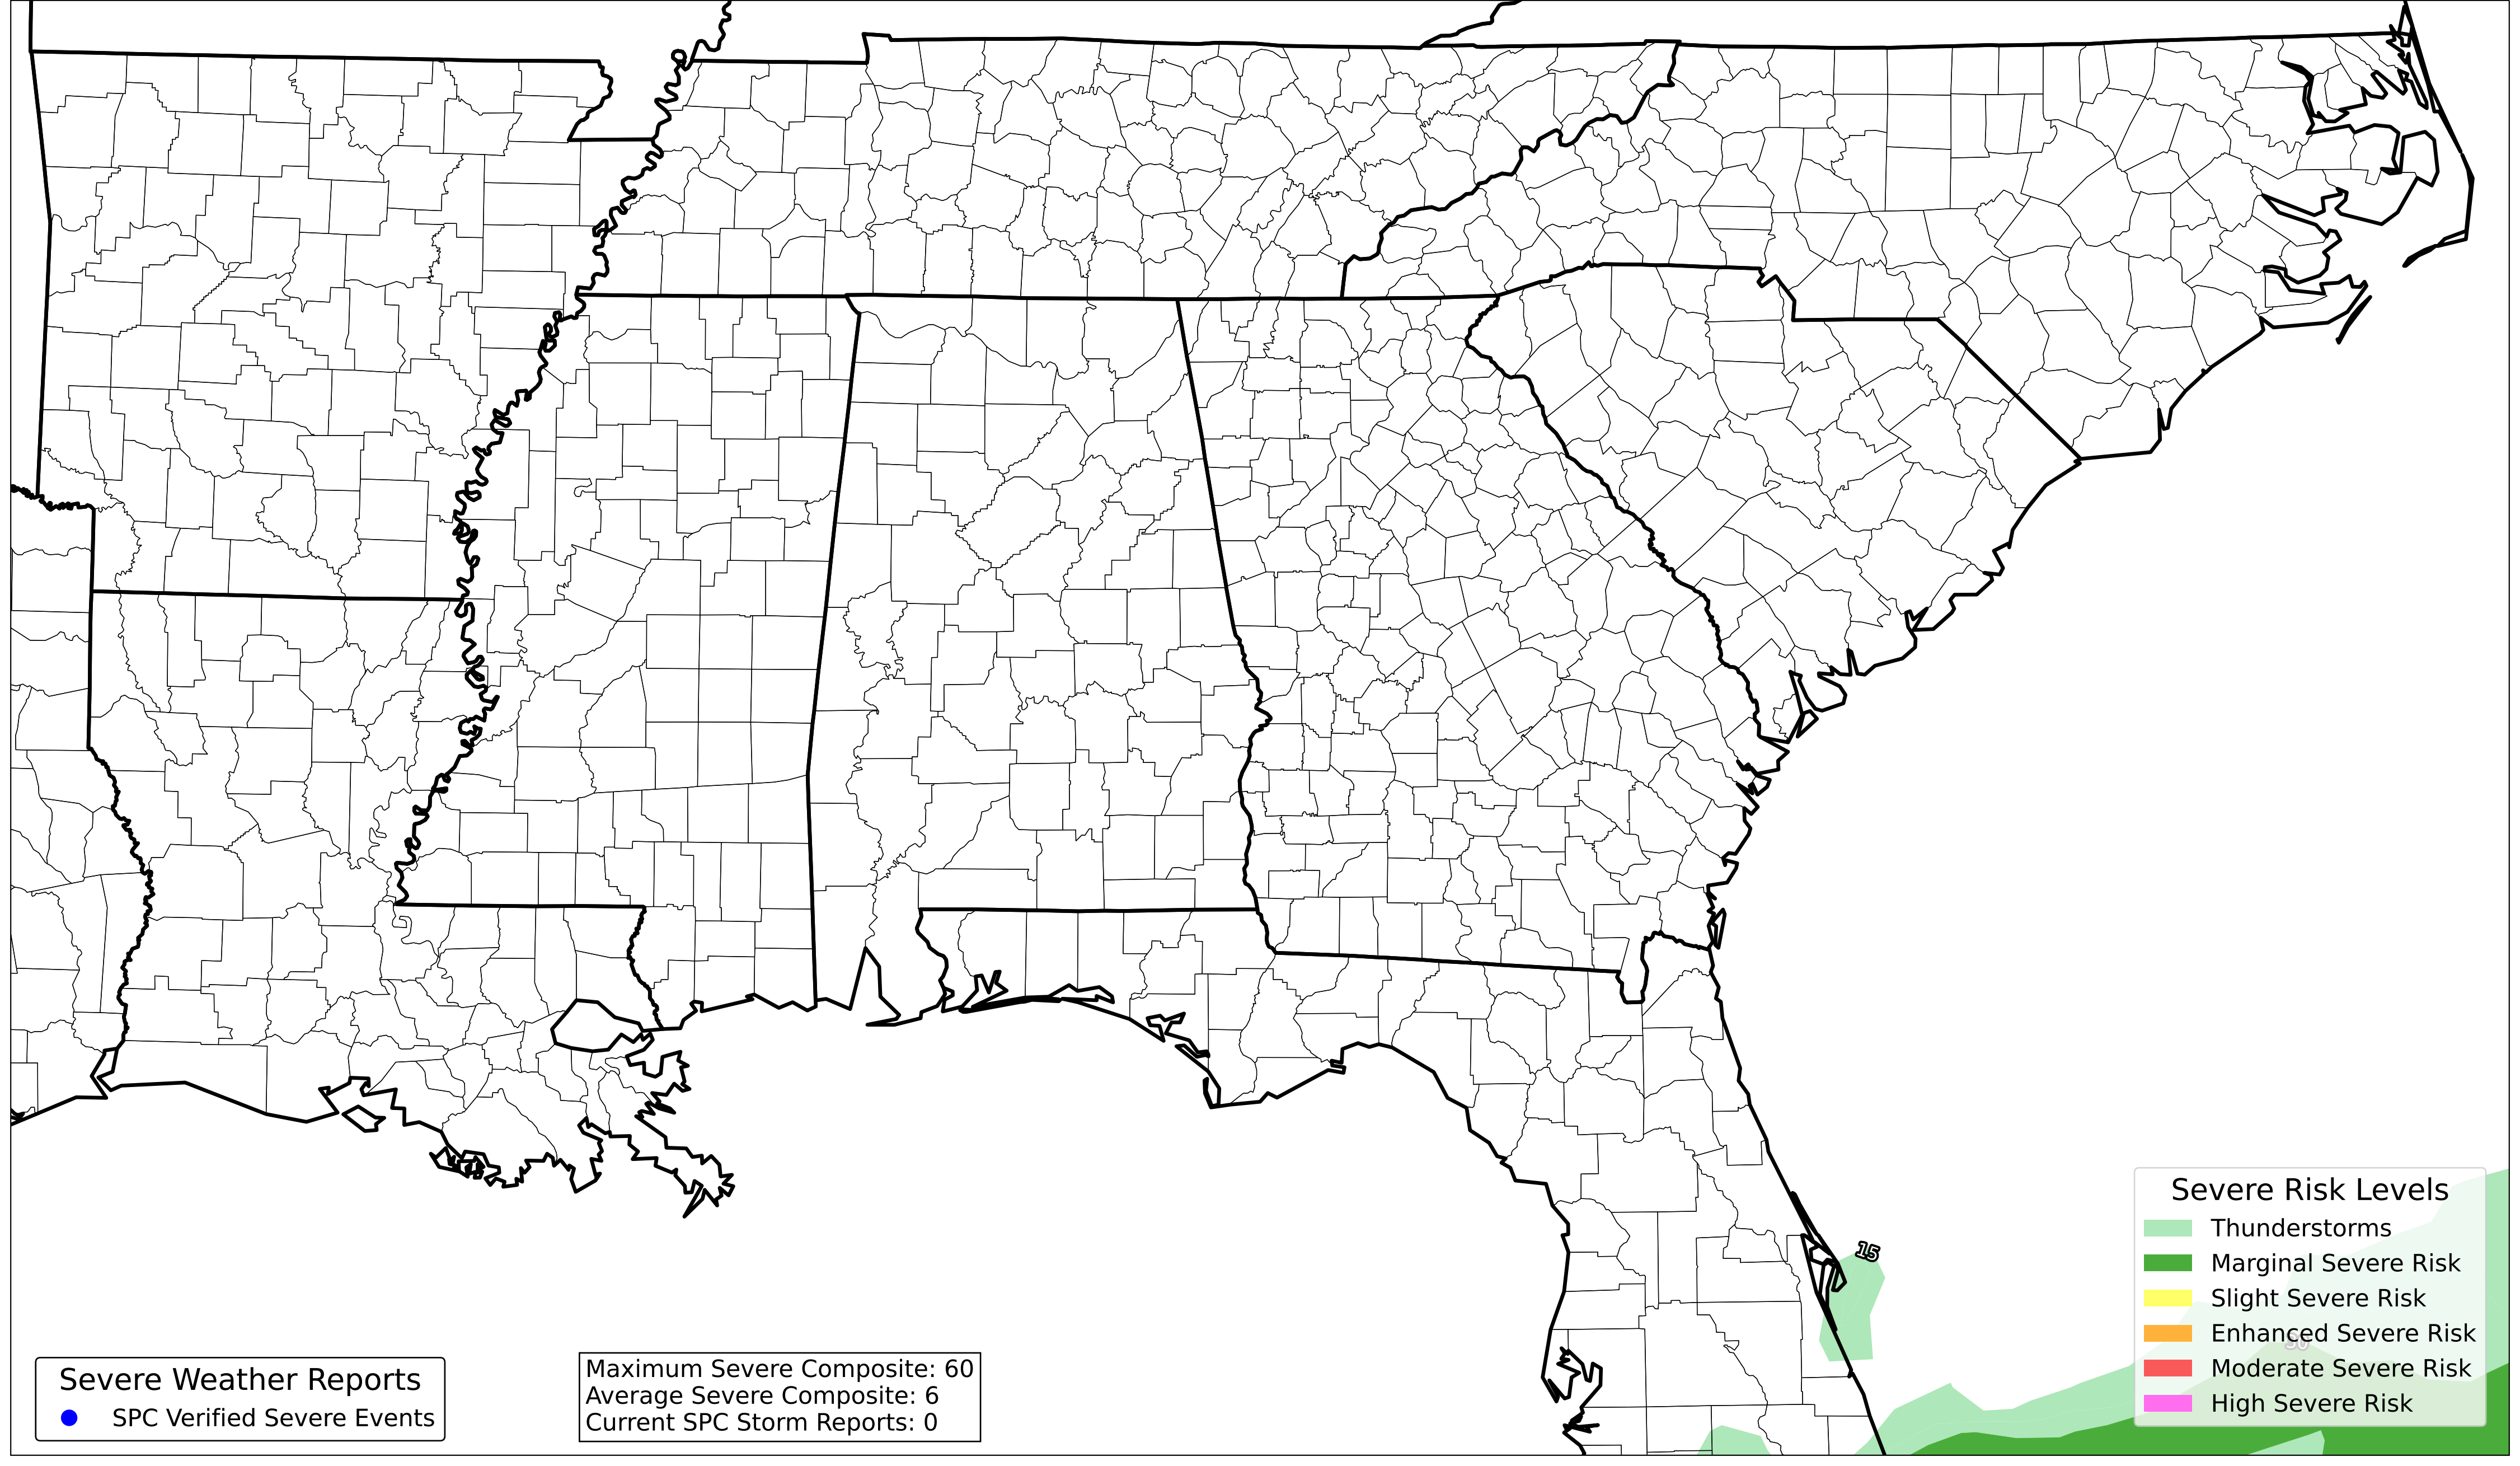 15
Severe Risk Levels
Thunderstorms
Marginal Severe Risk
Slight Severe Risk
Enhanced Severe Risk
30
Moderate Severe Risk
High Severe Risk
Severe Weather Reports
SPC Verified Severe Events
Maximum Severe Composite: 60
Average Severe Composite: 6
Current SPC Storm Reports: 0